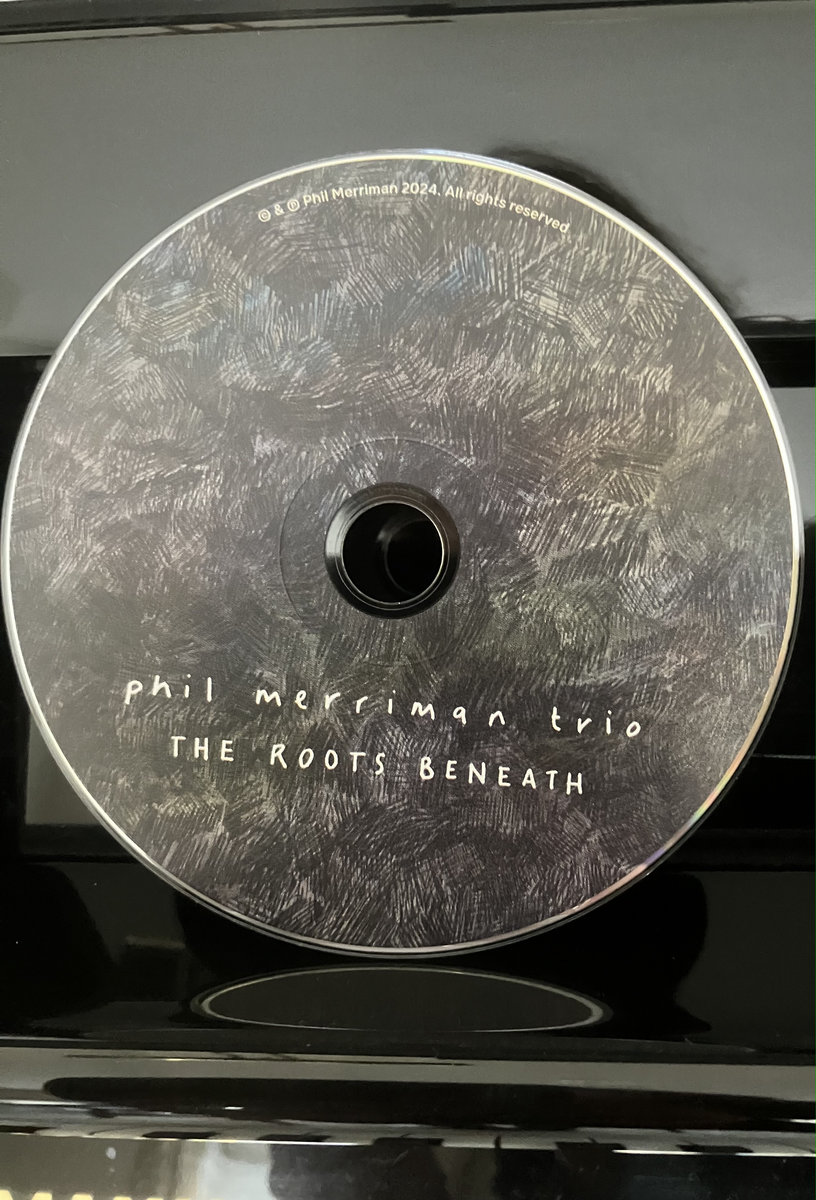 © & ℗ Phil Merriman 2024. All rights reserved
phil merriman trio
THE ROOTS BENEATH